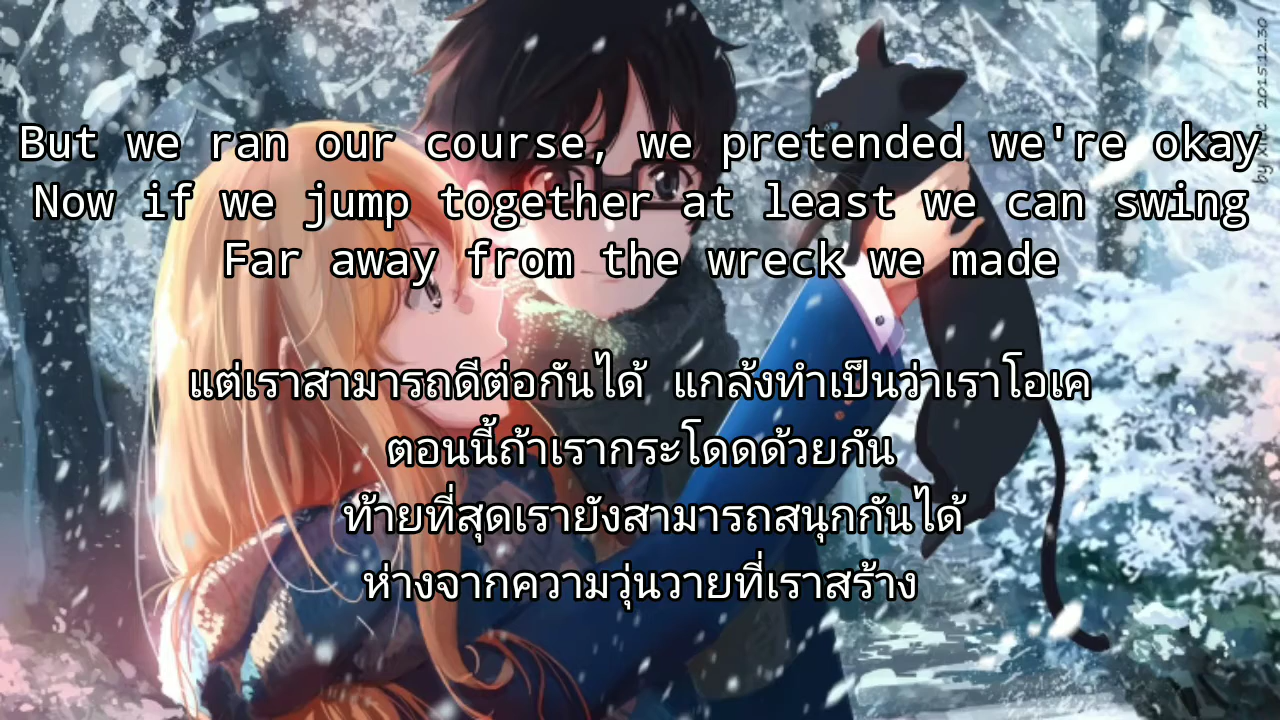 But we ran our course, we pretended we're okay
Now if we jump together at least we can swing
Far away from the wreck we made
แต่เราสามารถดีต่อกันได้ แกล้งทำเป็นว่าเราโอเค
ตอนนี้ถ้าเรากระโดดด้วยกัน
ท้ายที่สุดเรายังสามารถสนุกกันได้
ห่างจากความวุ่นวายที่เราสร้าง
2015.12.30
by